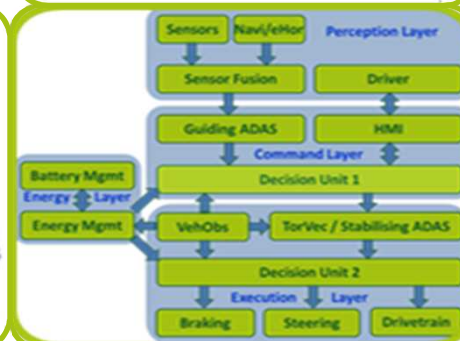 Sensors Navi/eHor Perception Layer
Sensor Fusion Driver
Guiding ADAS HMI
Command Layer
Battery Mgmt Decision Unit 1
Energy Layer
Energy Mgmt VehObs TorVec / Stabilising ADAS
Decision Unit 2
Execution Layer
Braking Steering Drivetrain